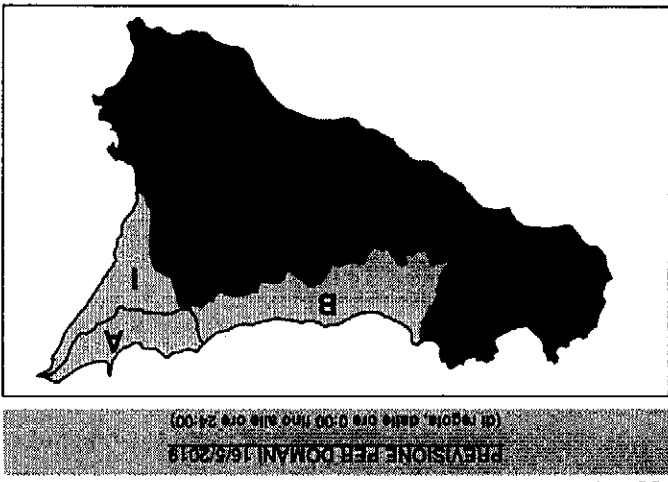 PREVISIONE PER DOMANI 16/5/2019
(di regola, dalle ore 0:00 fino alle ore 24:00)
B
I
A